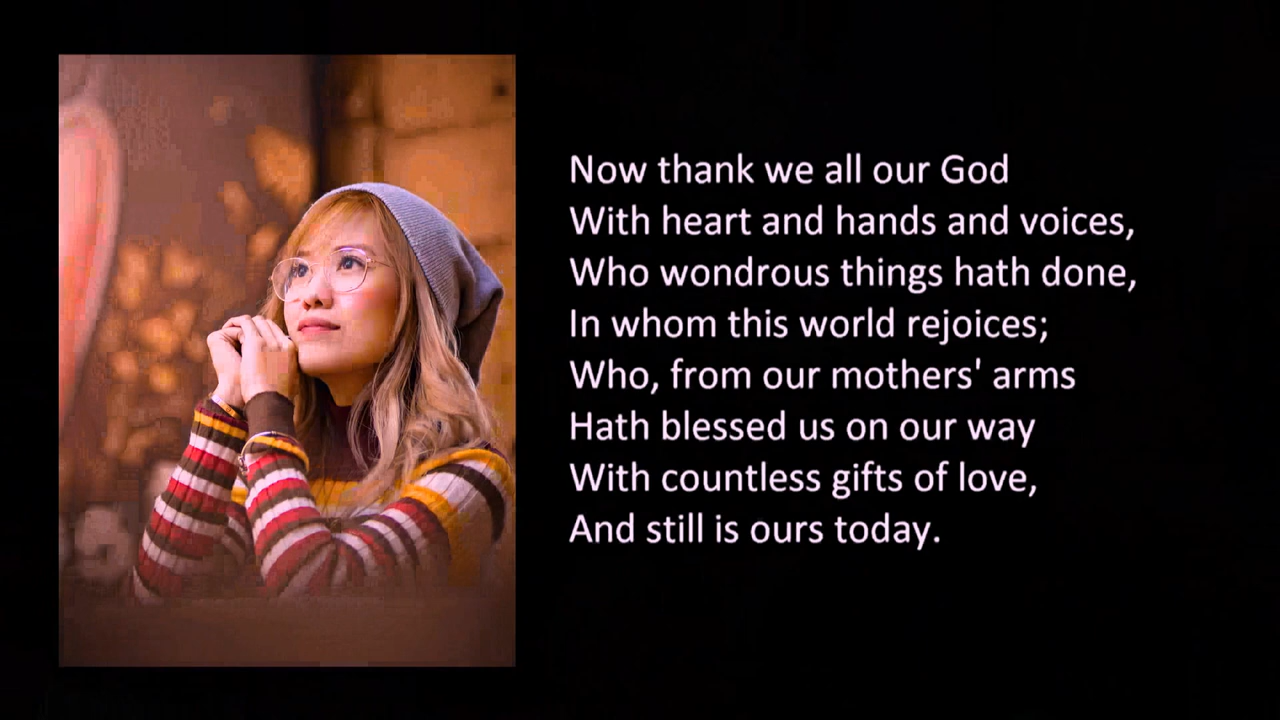 Now thank we all our God
With heart and hands and voices,
Who wondrous things hath done,
In whom this world rejoices;
Who, from our mothers' arms
Hath blessed us on our way
With countless gifts of love,
And still is ours today.